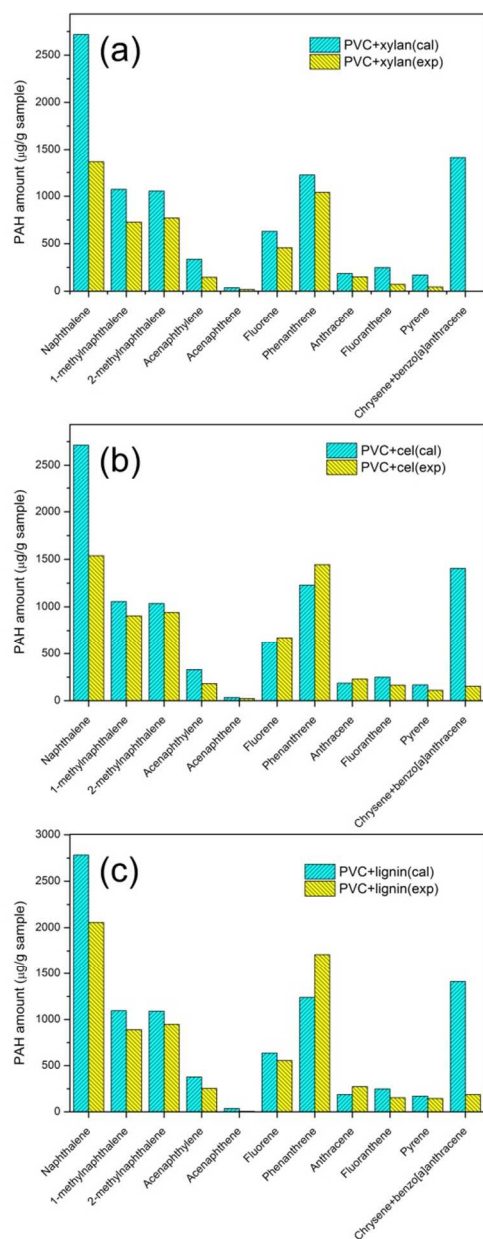 (a)
PVC+xylan(cal)
PVC+xylan(exp)
PAH amount (μg/g sample)
2500
2000
1500
1000
500
0
Naphthalene
1-methylnaphthalene
2-methylnaphthalene
Acenaphthylene
Acenaphthene
Fluorene
Phenanthrene
Anthracene
Fluoranthene
Pyrene
Chrysene+benzo[a]anthracene
(b)
PVC+cel(cal)
PVC+cel(exp)
PAH amount (μg/g sample)
2500
2000
1500
1000
500
0
Naphthalene
1-methylnaphthalene
2-methylnaphthalene
Acenaphthylene
Acenaphthene
Fluorene
Phenanthrene
Anthracene
Fluoranthene
Pyrene
Chrysene+benzo[a]anthracene
(c)
PVC+lignin(cal)
PVC+lignin(exp)
PAH amount (μg/g sample)
3000
2500
2000
1500
1000
500
0
Naphthalene
1-methylnaphthalene
2-methylnaphthalene
Acenaphthylene
Acenaphthene
Fluorene
Phenanthrene
Anthracene
Fluoranthene
Pyrene
Chrysene+benzo[a]anthracene